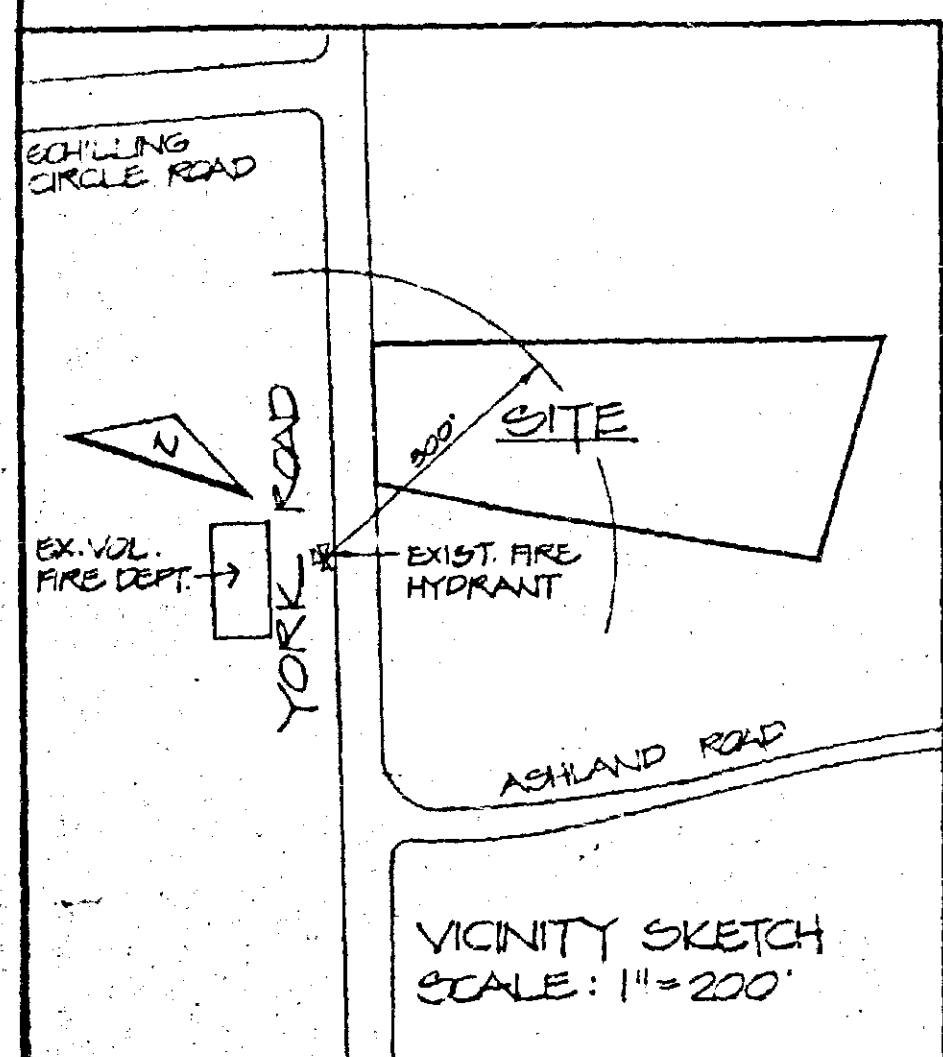 SCHILLING
CIRCLE ROAD
N
SITE
300'
YORK ROAD
EX. VOL.
FIRE DEPT.
EXIST. FIRE
HYDRANT
ASHLAND ROAD
VICINITY SKETCH
SCALE: 1"=200'